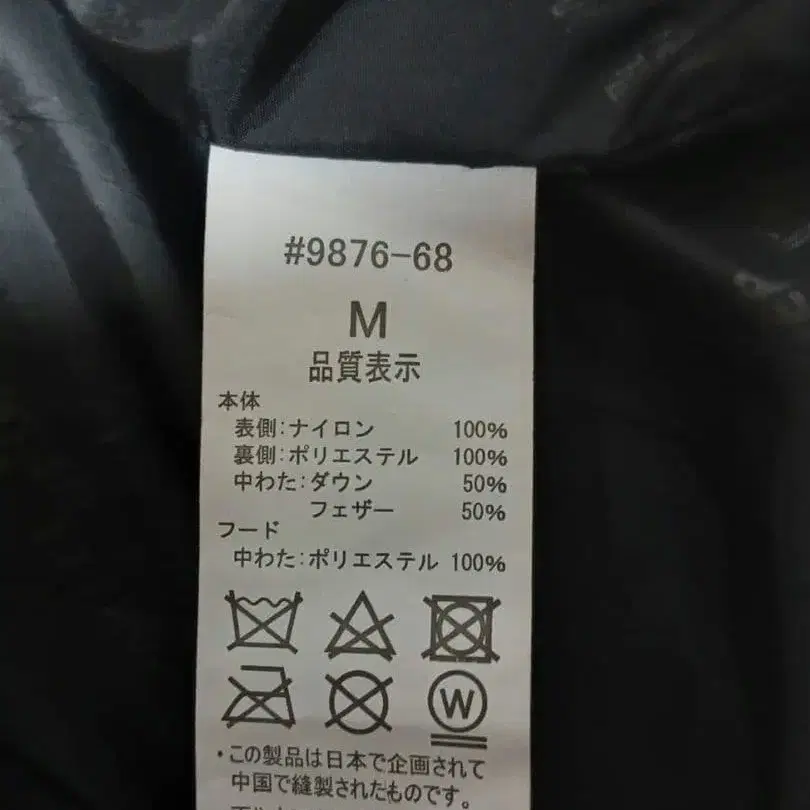 #9876-68
M
品質表示
本体
表側:ナイロン 100%
裏側:ポリエステル 100%
中わた:ダウン 50%
フェザー 50%
フード
中わた:ポリエステル 100%
W
・この製品は日本で企画されて
中国で縫製されたものです。